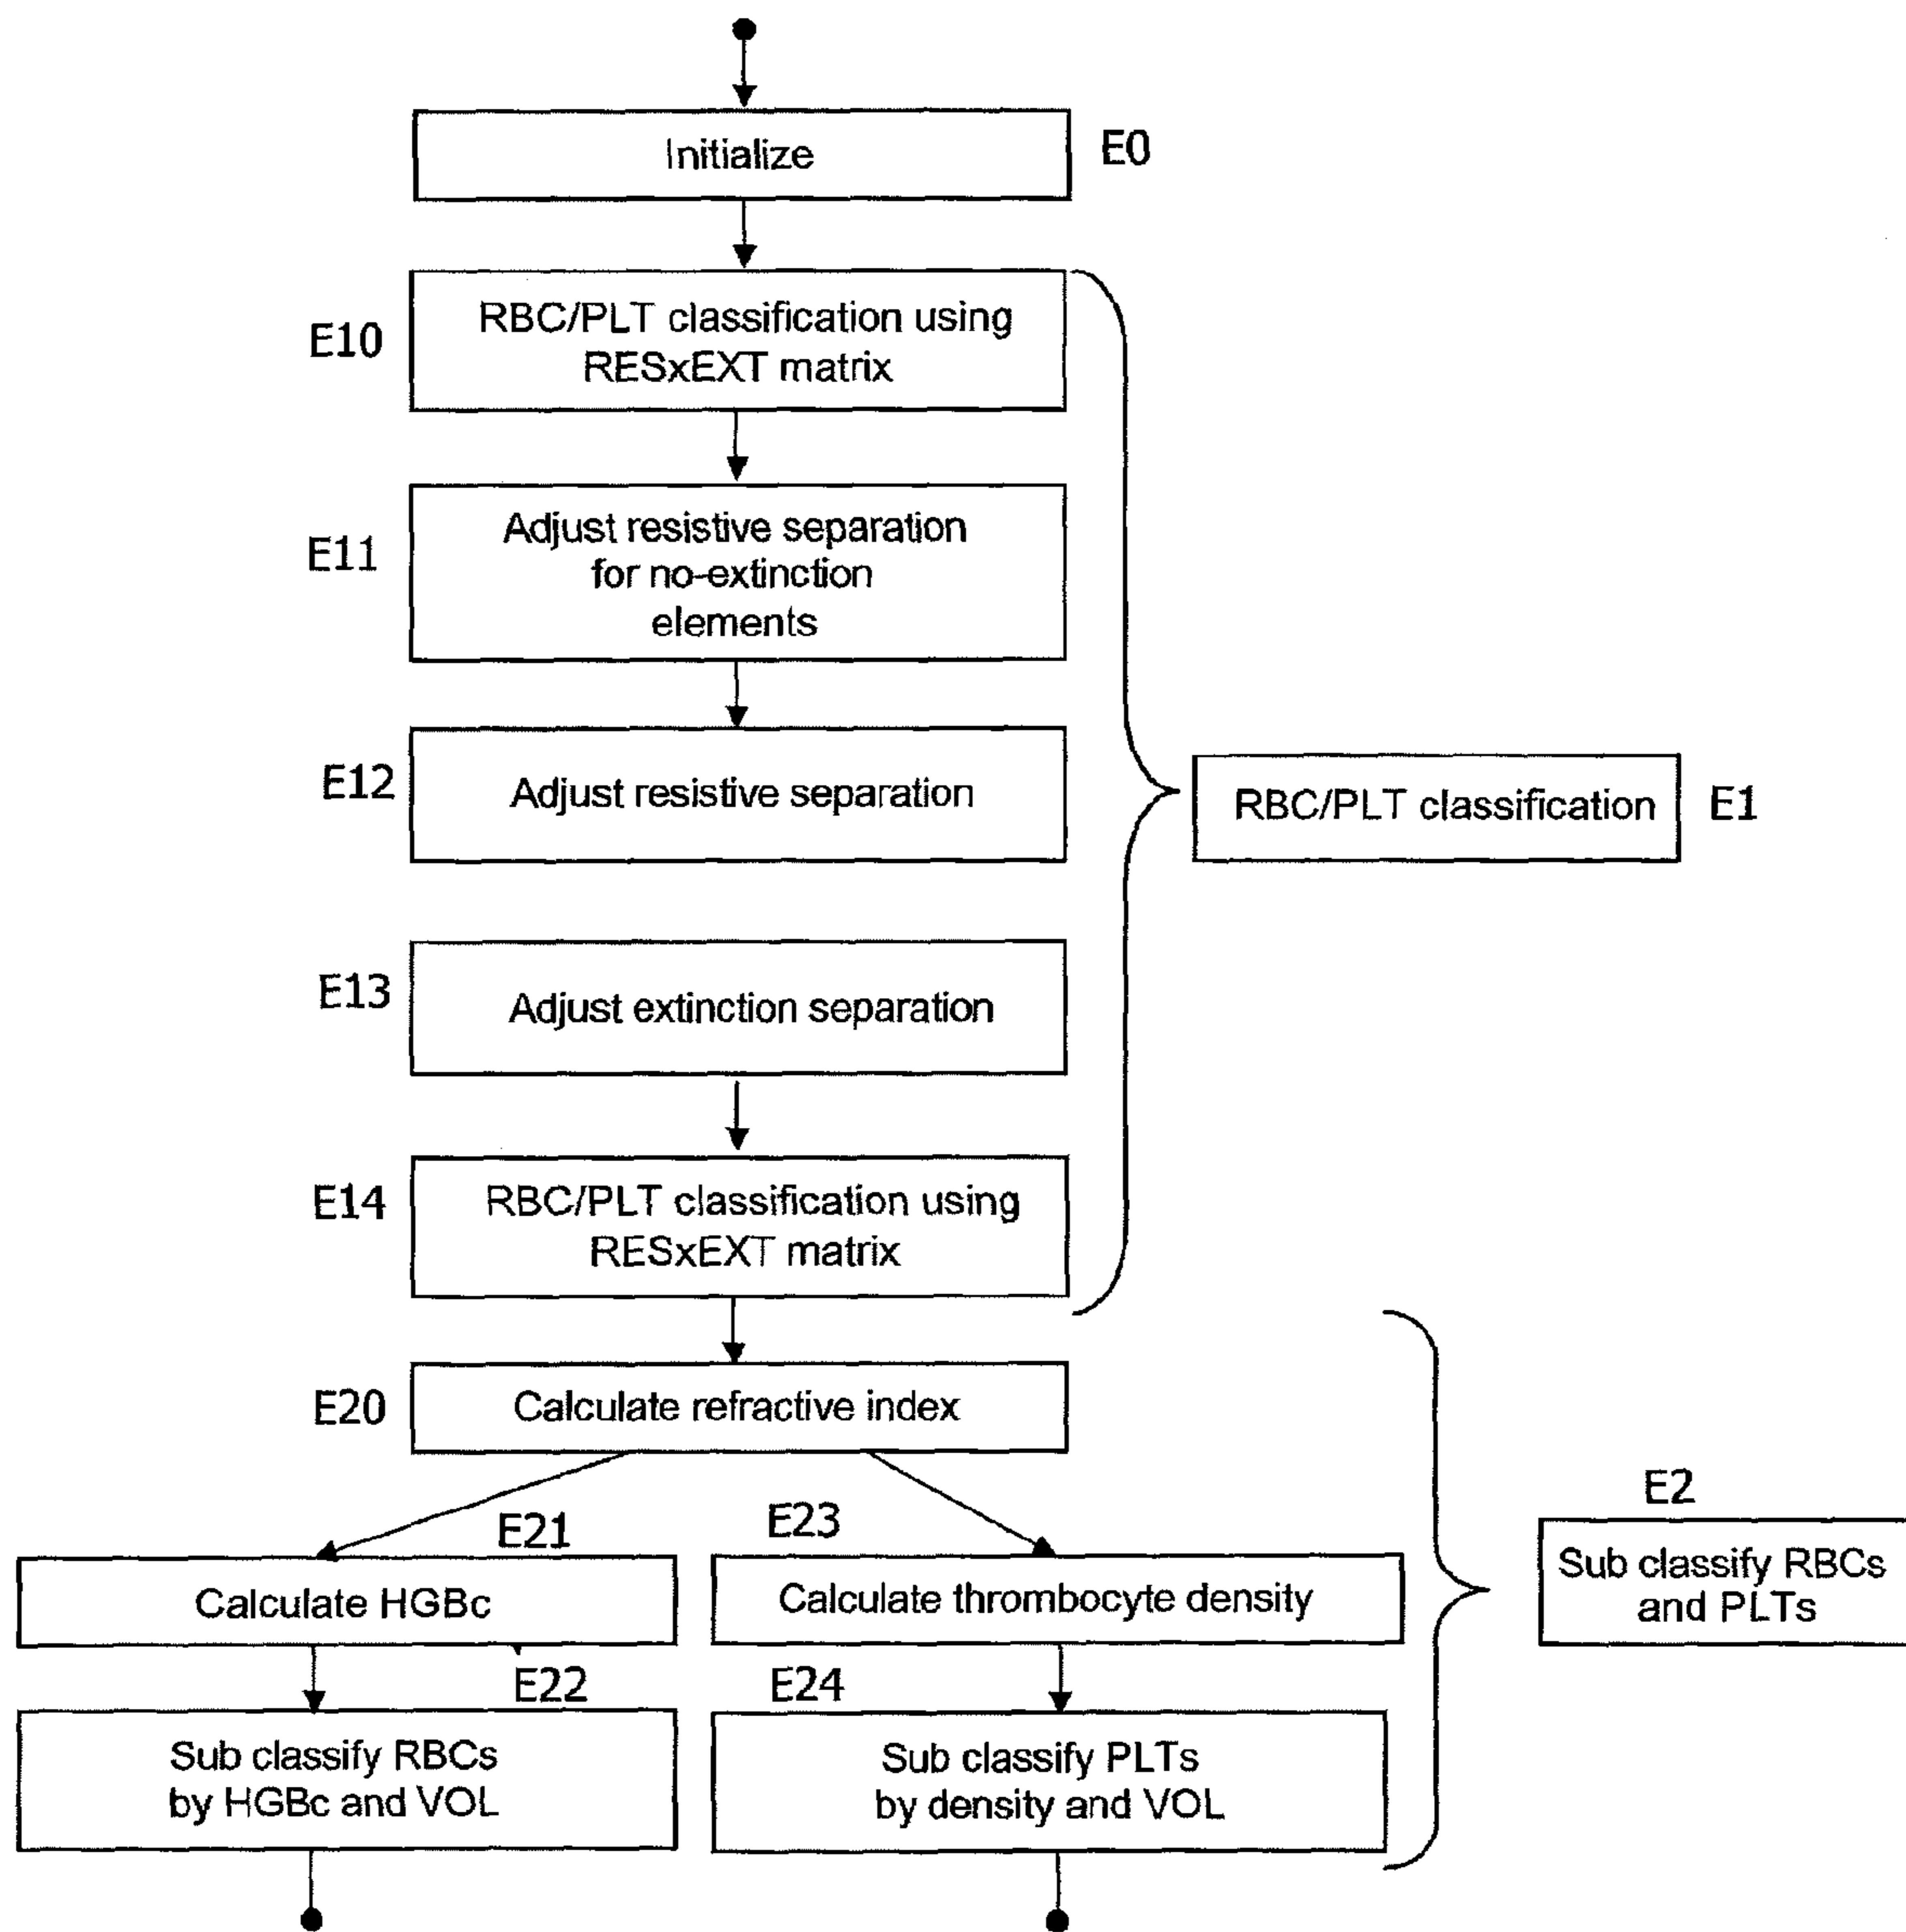 Initialize
E0
E10
RBC/PLT classification using
RESxEXT matrix
E11
Adjust resistive separation
for no-extinction
elements
E12
Adjust resistive separation
RBC/PLT classification
E1
E13
Adjust extinction separation
E14
RBC/PLT classification using
RESxEXT matrix
E20
Calculate refractive index
E21
E23
E2
Calculate HGBc
Calculate thrombocyte density
Sub classify RBCs
and PLTs
E22
E24
Sub classify RBCs
by HGBc and VOL
Sub classify PLTs
by density and VOL